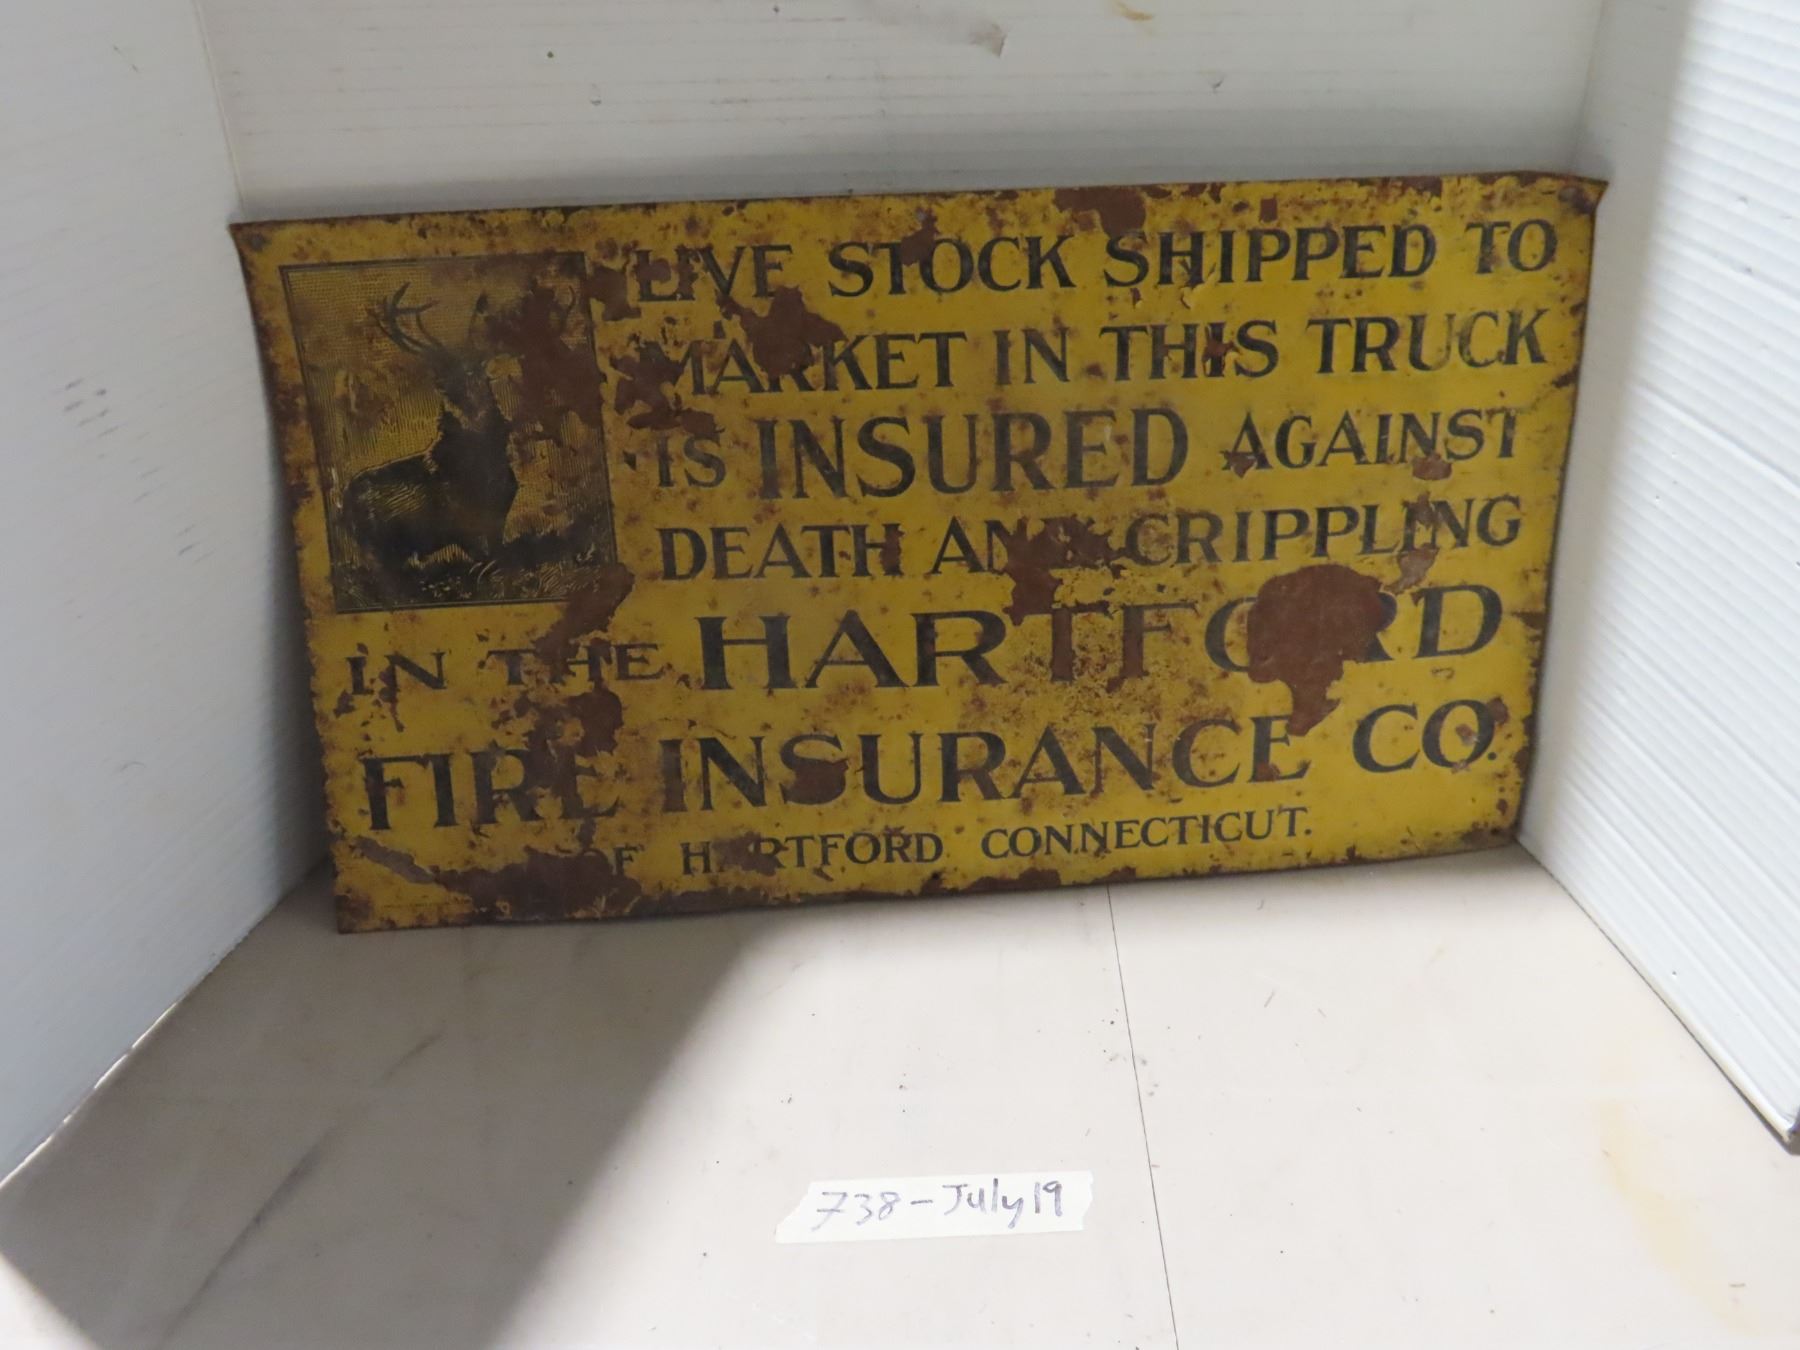 LIVE STOCK SHIPPED TO
MARKET IN THIS TRUCK
IS INSURED AGAINST
DEATH AND CRIPPLING
IN THE HARTFORD
FIRE INSURANCE CO.
OF HARTFORD CONNECTICUT.
738-July19